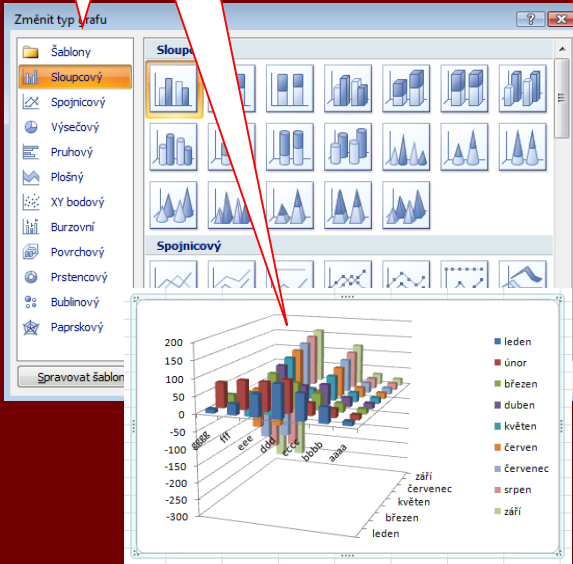 Změnit typ grafu
Šablony
Sloupcový
Spojnicový
Výsečový
Pruhový
Plošný
XY bodový
Burzovní
Povrchový
Prstencový
Bublinový
Paprskový
Spravovat šablon
Spojnicový
200
150
100
50
0
-50
-100
-150
-200
-250
-300
gggg
fff
eee
ddd
bbbb
aaaa
září
červenec
květen
březen
leden
leden
únor
březen
duben
květen
červen
červenec
srpen
září